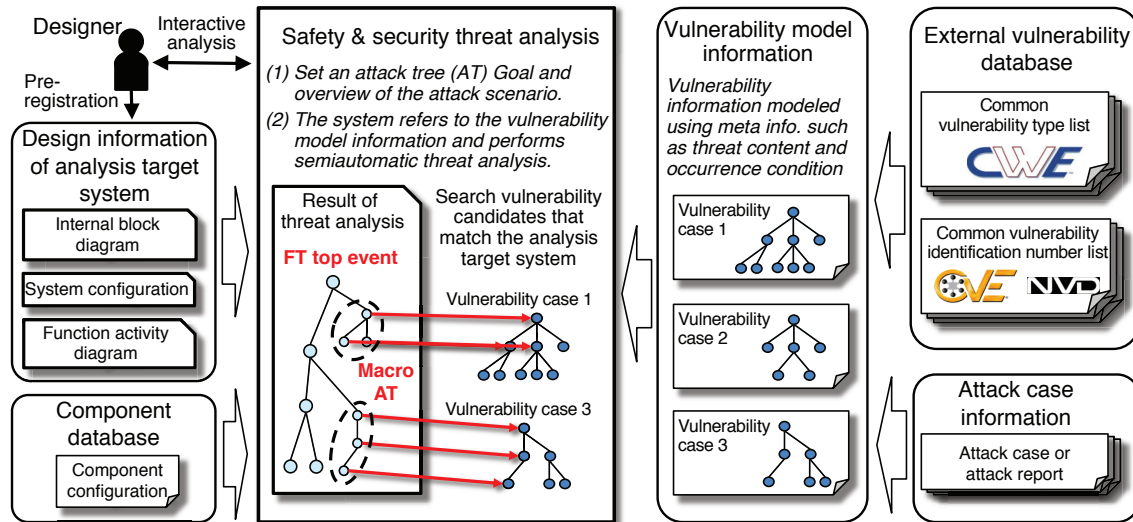 Designer
Interactive
analysis
Pre-
registration
Design information
of analysis target
system
Internal block
diagram
System configuration
Function activity
diagram
Component
database
Component
configuration
Safety & security threat analysis
(1) Set an attack tree (AT) Goal and
overview of the attack scenario.
(2) The system refers to the vulnerability
model information and performs
semiautomatic threat analysis.
Result of
threat analysis
FT top event
Macro
AT
Search vulnerability
candidates that
match the analysis
target system
Vulnerability case 1
Vulnerability case 3
Vulnerability model
information
Vulnerability
information modeled
using meta info. such
as threat content and
occurrence condition
Vulnerability
case 1
Vulnerability
case 2
Vulnerability
case 3
External vulnerability
database
Common
vulnerability type list
CWE
Common vulnerability
identification number list
CVE NVD
Attack case
information
Attack case or
attack report